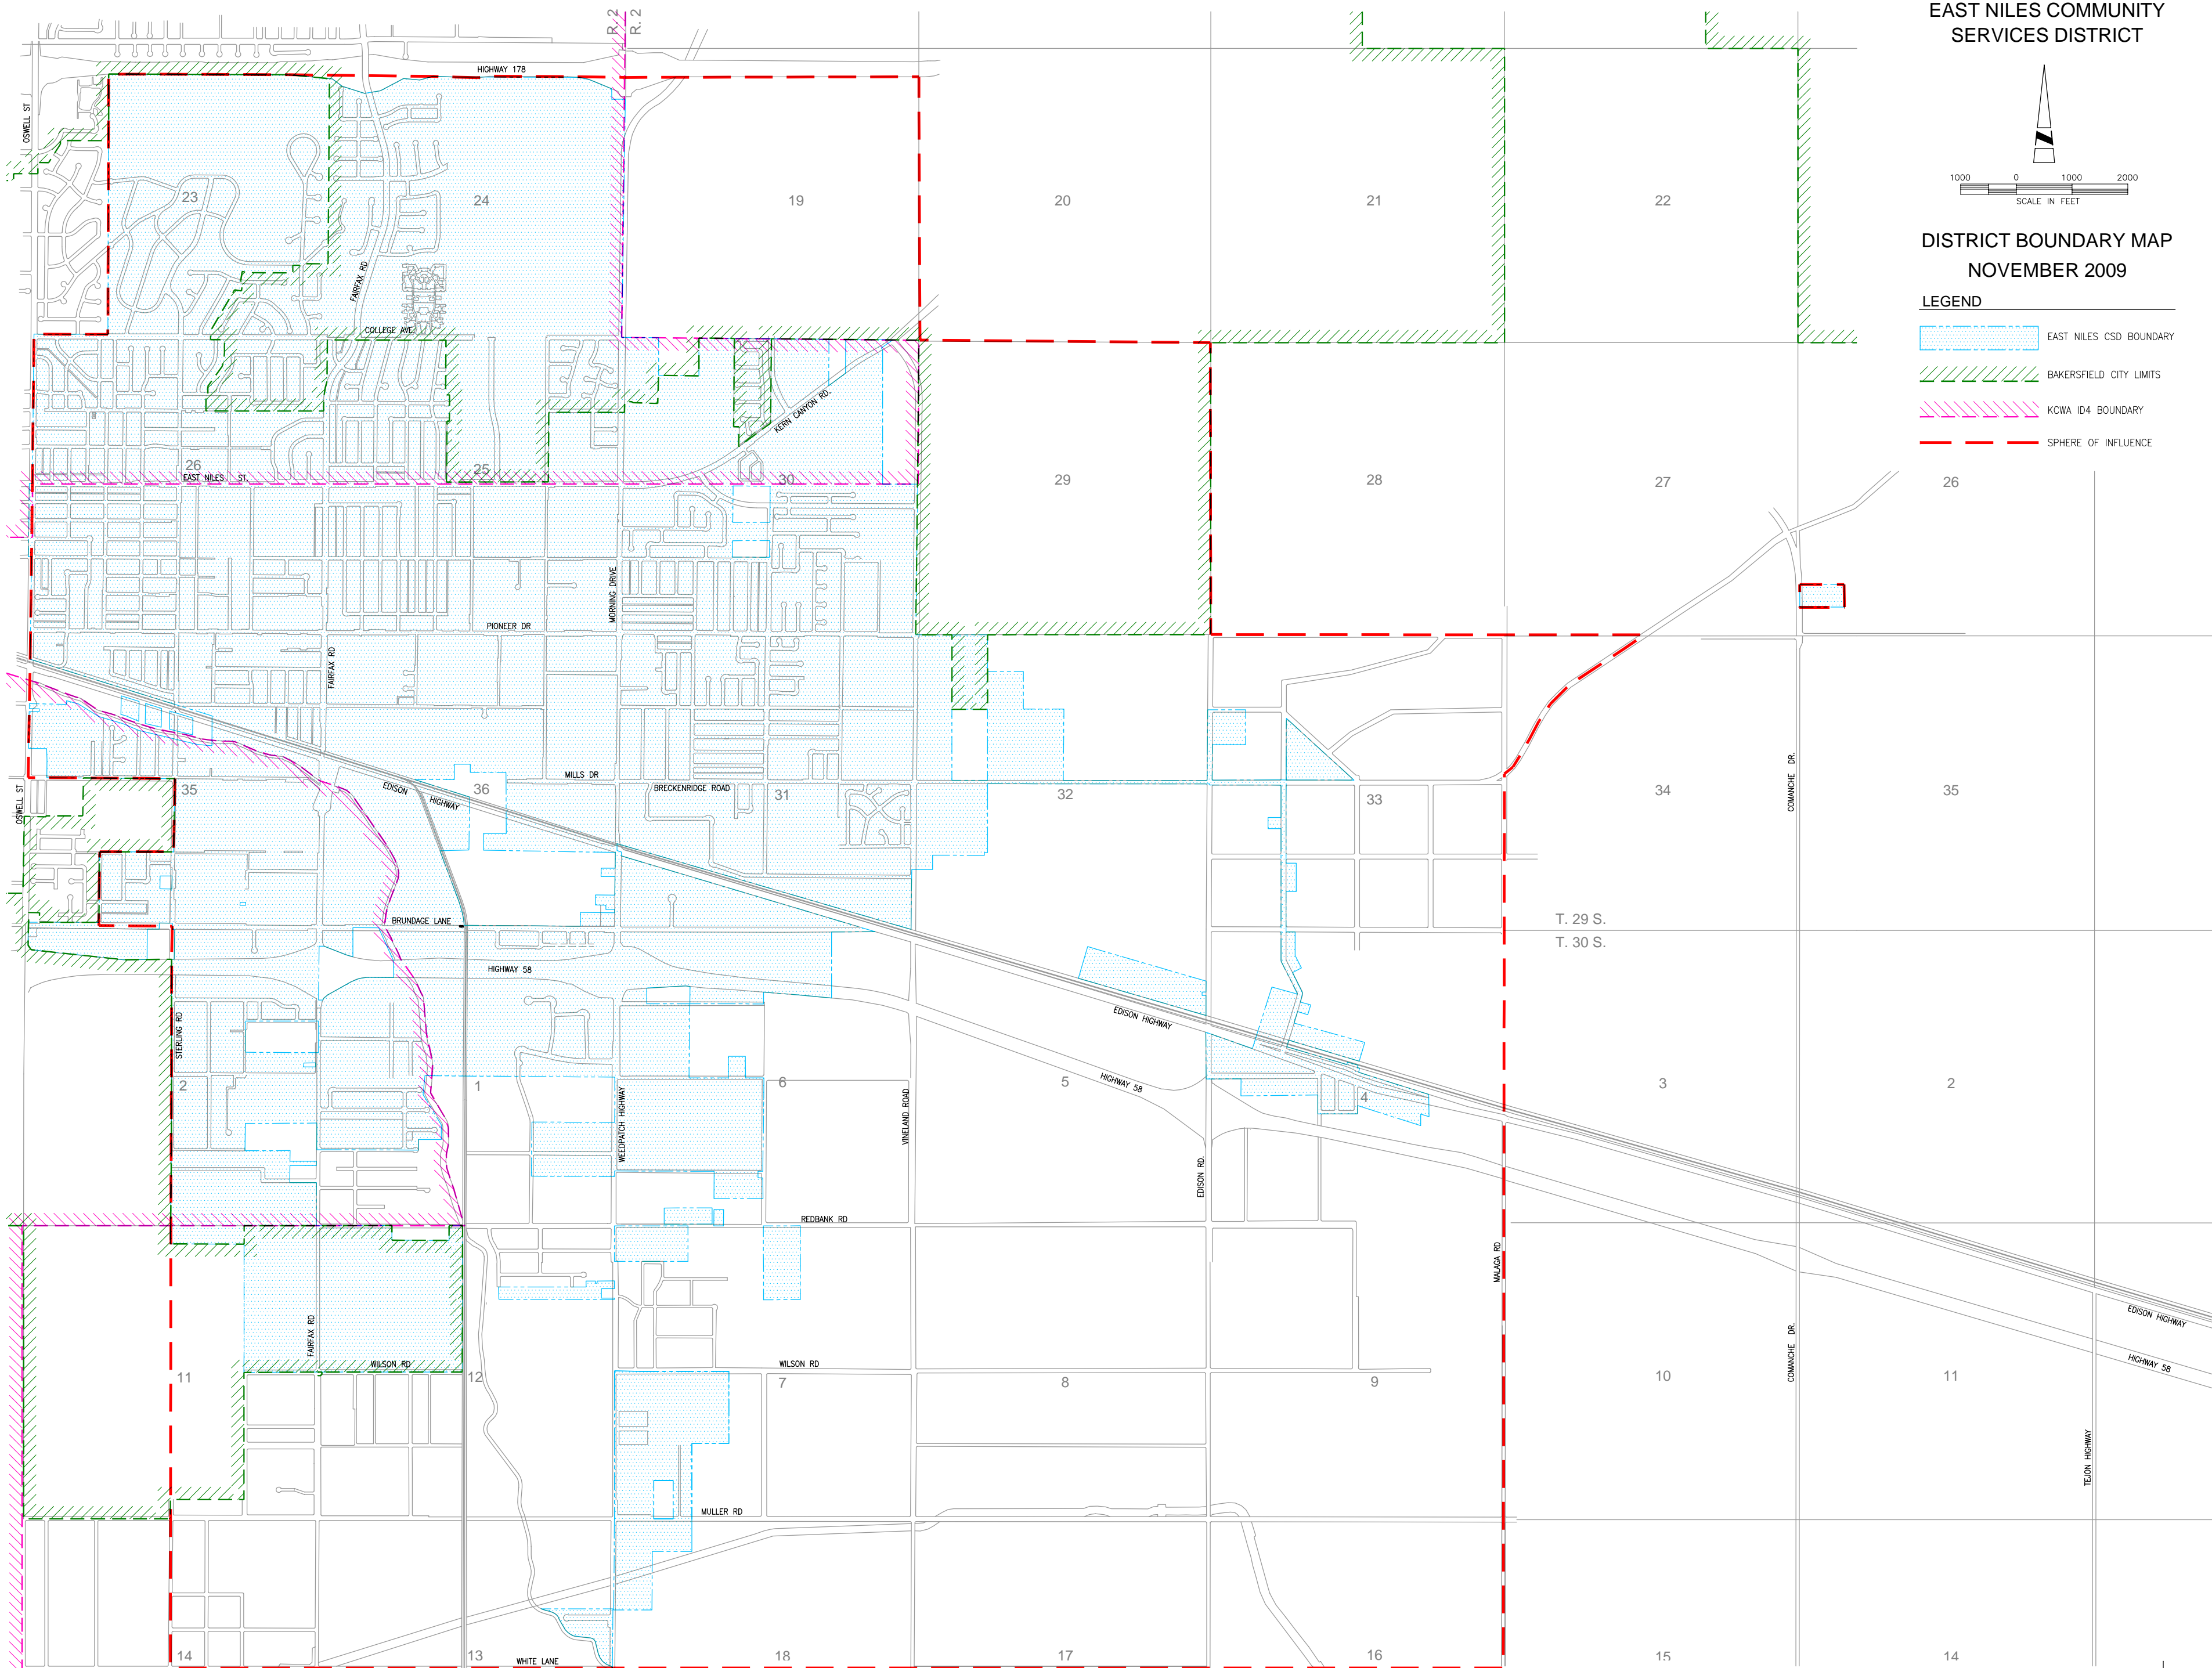 EAST NILES COMMUNITY
SERVICES DISTRICT
N
1000 0 1000 2000
SCALE IN FEET
DISTRICT BOUNDARY MAP
NOVEMBER 2009
LEGEND
EAST NILES CSD BOUNDARY
BAKERSFIELD CITY LIMITS
KCWA ID4 BOUNDARY
SPHERE OF INFLUENCE
R. 2
R. 2
HIGHWAY 178
OSWELL ST
23
24
19
20
21
22
FAIRFAX RD
COLLEGE AVE.
KERN CANYON RD.
26
EAST NILES ST.
25
30
29
28
27
26
MORNING DRIVE
PIONEER DR
FAIRFAX RD
MILLS DR
BRECKENRIDGE ROAD
OSWELL ST
35
EDISON HIGHWAY
36
31
32
33
34
COMANCHE DR.
35
BRUNDAGE LANE
T. 29 S.
T. 30 S.
HIGHWAY 58
EDISON HIGHWAY
STERLING RD
2
1
WEEDPATCH HIGHWAY
6
VINELAND ROAD
5
HIGHWAY 58
4
3
2
EDISON RD.
REDBANK RD
MALAGA RD
EDISON HIGHWAY
FAIRFAX RD
WILSON RD
WILSON RD
COMANCHE DR.
HIGHWAY 58
11
12
7
8
9
10
11
TEJON HIGHWAY
MULLER RD
14
13
WHITE LANE
18
17
16
15
14